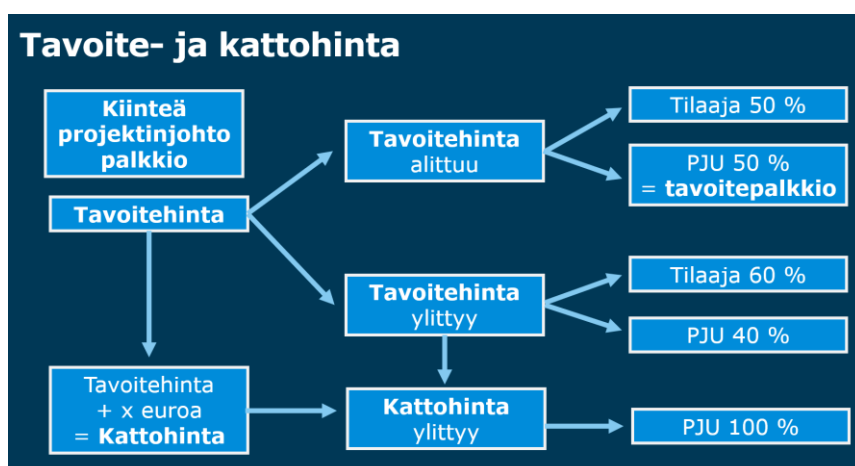 Tavoite- ja kattohinta
Kiinteä
projektinjohto
palkkio
Tavoitehinta
Tavoitehinta
alittuu
Tilaaja 50 %
PJU 50 %
= tavoitepalkkio
Tavoitehinta
ylittyy
Tilaaja 60 %
PJU 40 %
Tavoitehinta
+ x euroa
= Kattohinta
Kattohinta
ylittyy
PJU 100 %